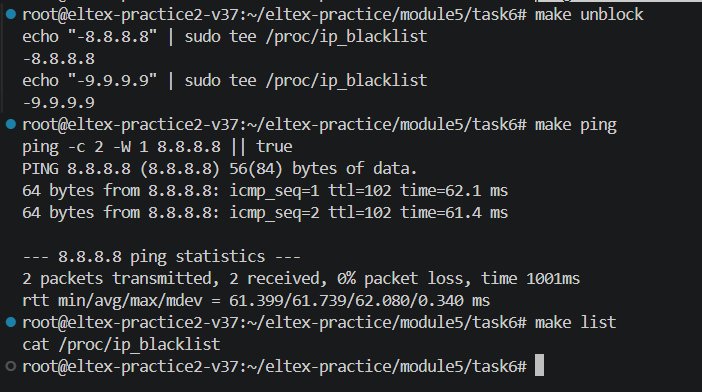 root@eltex-practice2-v37:~/eltex-practice/module5/task6# make unblock
echo "-8.8.8.8" | sudo tee /proc/ip_blacklist
-8.8.8.8
echo "-9.9.9.9" | sudo tee /proc/ip_blacklist
-9.9.9.9
root@eltex-practice2-v37:~/eltex-practice/module5/task6# make ping
ping -c 2 -W 1 8.8.8.8 || true
PING 8.8.8.8 (8.8.8.8) 56(84) bytes of data.
64 bytes from 8.8.8.8: icmp_seq=1 ttl=102 time=62.1 ms
64 bytes from 8.8.8.8: icmp_seq=2 ttl=102 time=61.4 ms

--- 8.8.8.8 ping statistics ---
2 packets transmitted, 2 received, 0% packet loss, time 1001ms
rtt min/avg/max/mdev = 61.399/61.739/62.080/0.340 ms
root@eltex-practice2-v37:~/eltex-practice/module5/task6# make list
cat /proc/ip_blacklist
root@eltex-practice2-v37:~/eltex-practice/module5/task6#